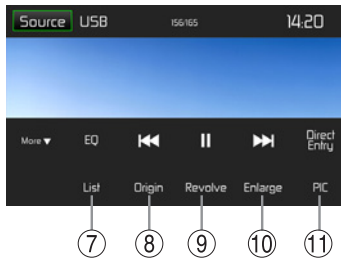 Source USB 156/165 14:20
More ▼ EQ Direct Entry
List Origin Revolve Enlarge PIC
⑦ ⑧ ⑨ ⑩ ⑪